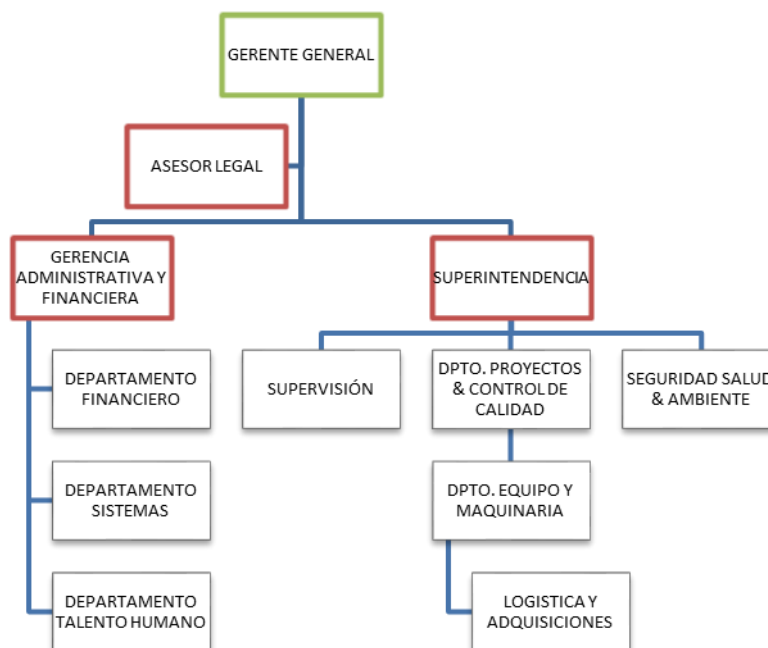 GERENTE GENERAL
ASESOR LEGAL
GERENCIA
ADMINISTRATIVA Y
FINANCIERA
SUPERINTENDENCIA
DEPARTAMENTO
FINANCIERO
SUPERVISIÓN
DPTO. PROYECTOS
& CONTROL DE
CALIDAD
SEGURIDAD SALUD
& AMBIENTE
DEPARTAMENTO
SISTEMAS
DPTO. EQUIPO Y
MAQUINARIA
DEPARTAMENTO
TALENTO HUMANO
LOGISTICA Y
ADQUISICIONES